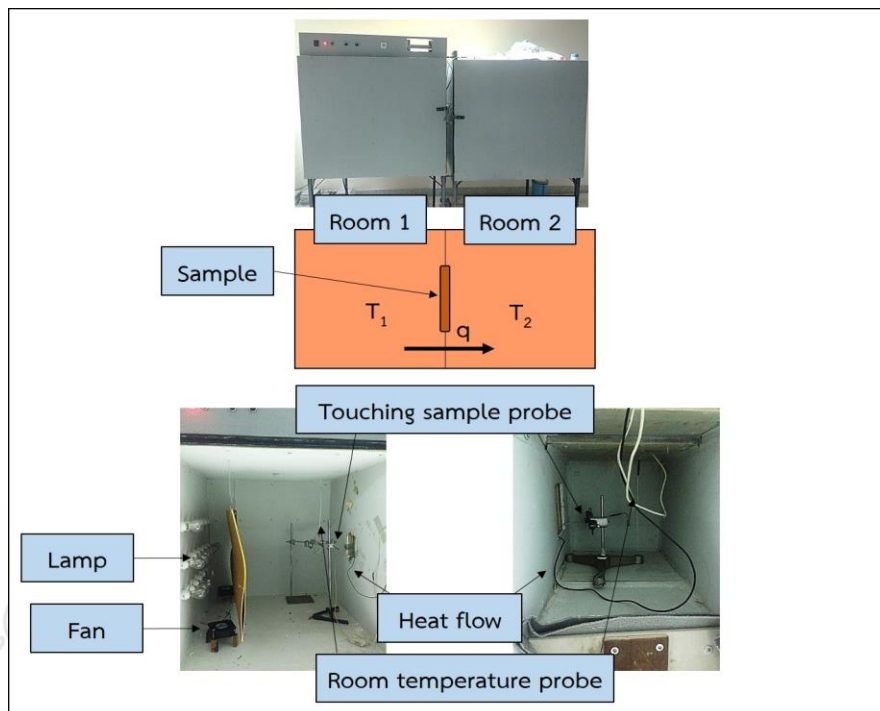 Room 1
Room 2
Sample
T₁
T₂
q
Touching sample probe
Lamp
Fan
Heat flow
Room temperature probe